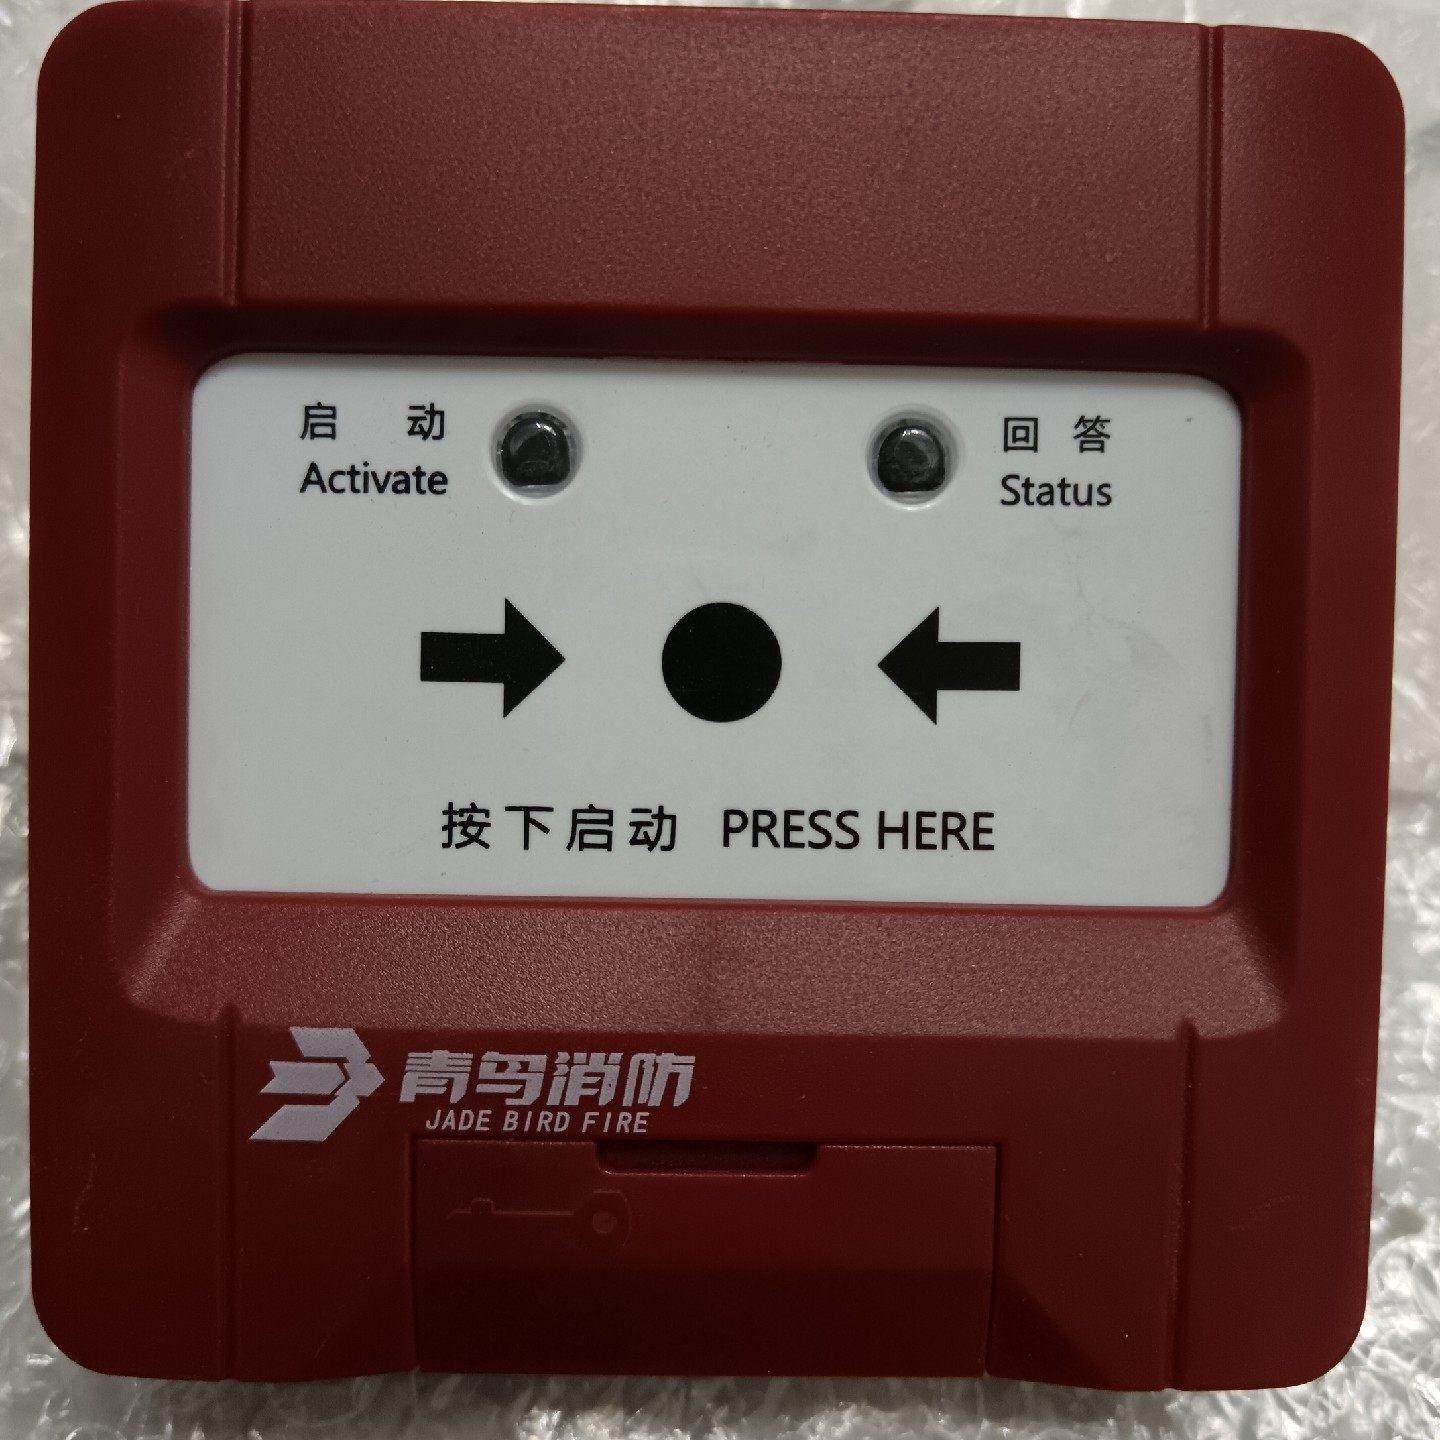 启动
Activate
回答
Status
按下启动 PRESS HERE
青鸟消防
JADE BIRD FIRE